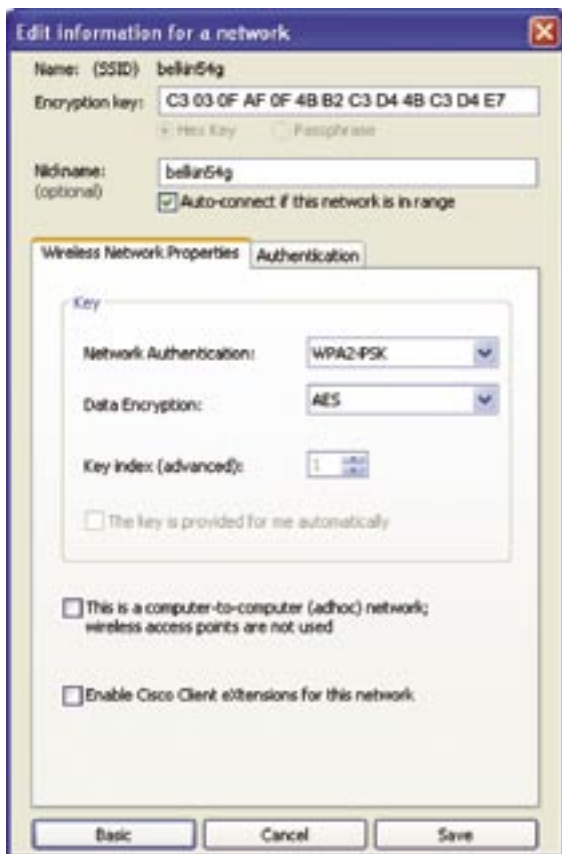 Edit information for a network
Name: (SSID) belkin54g
Encryption key: C3 03 0F AF 0F 4B B2 C3 D4 4B C3 D4 E7
Hex Key Passphrase
Nickname: belkin54g
(optional)
Auto-connect if this network is in range
Wireless Network Properties Authentication
Key
Network Authentication: WPA2-PSK
Data Encryption: AES
Key index (advanced): 1
The key is provided for me automatically
This is a computer-to-computer (adhoc) network;
wireless access points are not used
Enable Cisco Client eXtensions for this network
Basic Cancel Save